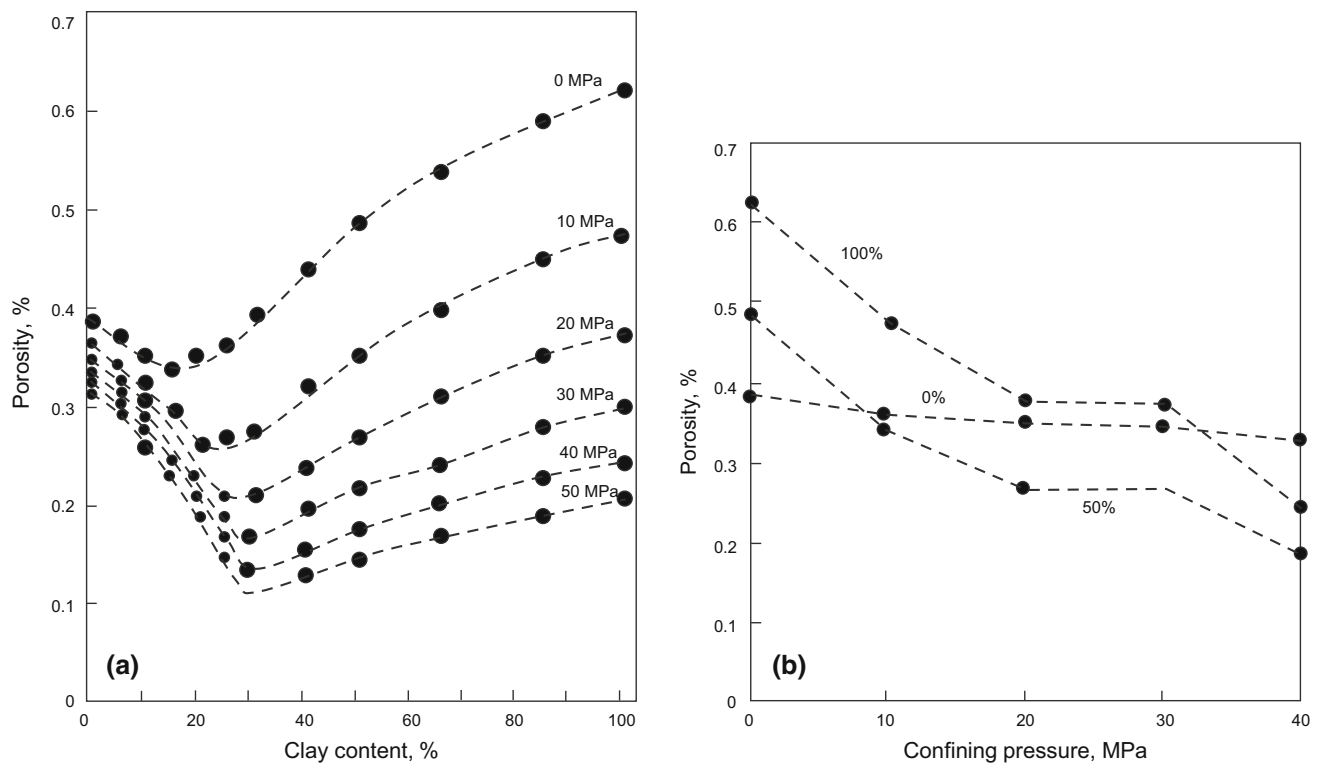 0.7
0.6
0.5
0.4
0.3
0.2
0.1
0
Porosity, %
0 MPa
10 MPa
20 MPa
30 MPa
40 MPa
50 MPa
(a)
0 20 40 60 80 100
Clay content, %
0.7
0.6
0.5
0.4
0.3
0.2
0.1
0
Porosity, %
100%
0%
50%
(b)
0 10 20 30 40
Confining pressure, MPa